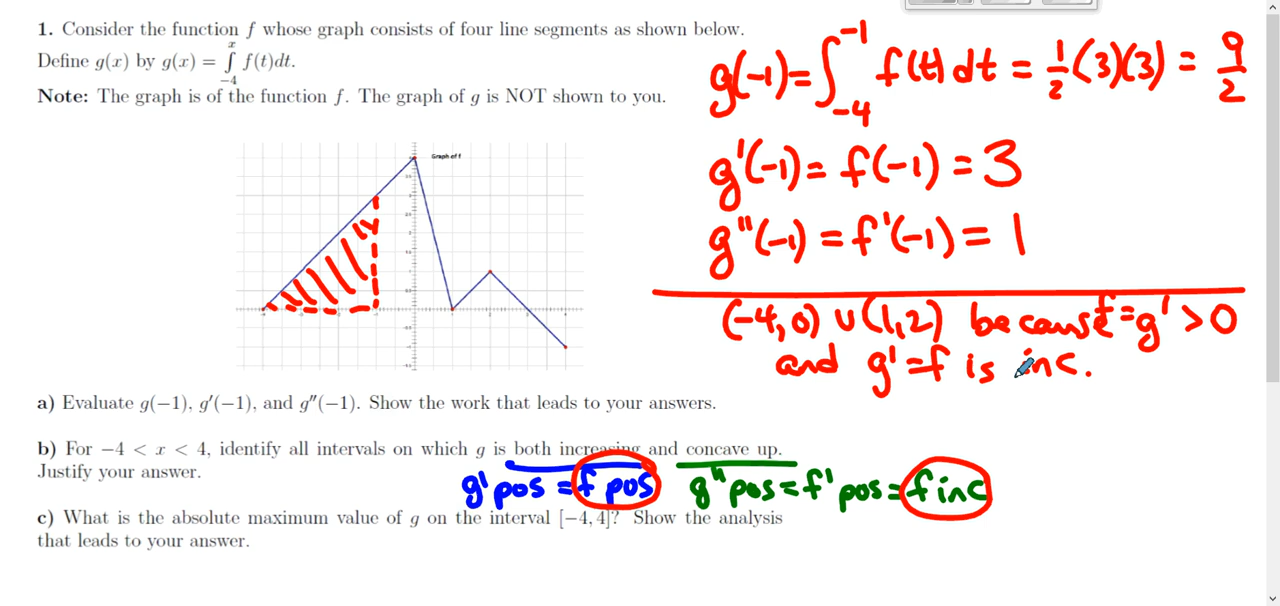 1. Consider the function f whose graph consists of four line segments as shown below.
Define g(x) by g(x) = ∫_{-4}^{x} f(t)dt.
Note: The graph is of the function f. The graph of g is NOT shown to you.
g(-1) = ∫_{-4}^{-1} f(t) dt = 1/2 (3)(3) = 9/2
g'(-1) = f(-1) = 3
g''(-1) = f'(-1) = 1
(-4, 0) ∪ (1, 2) because f = g' > 0
and g' = f is inc.
Graph of f
a) Evaluate g(−1), g′(−1), and g″(−1). Show the work that leads to your answers.
b) For −4 < x < 4, identify all intervals on which g is both increasing and concave up.
Justify your answer.
g' pos = f pos g'' pos = f' pos = f inc
c) What is the absolute maximum value of g on the interval [−4, 4]? Show the analysis
that leads to your answer.